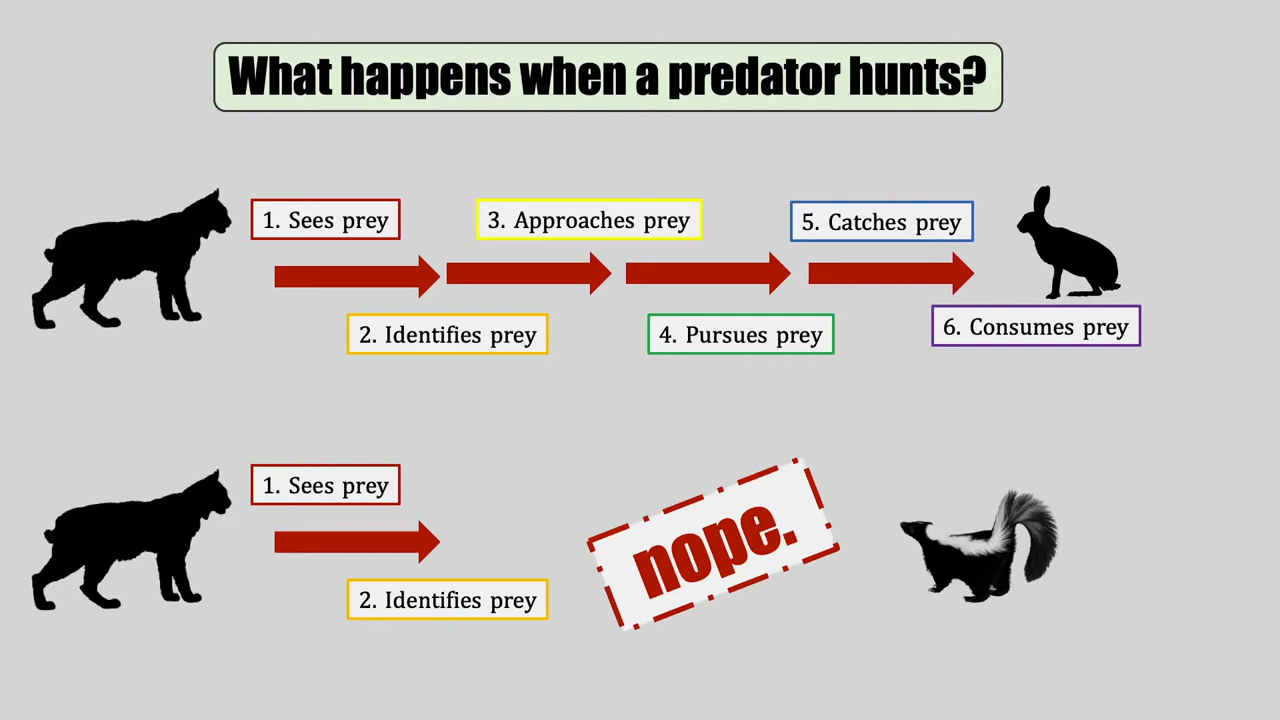 What happens when a predator hunts?
1. Sees prey
3. Approaches prey
5. Catches prey
2. Identifies prey
4. Pursues prey
6. Consumes prey
1. Sees prey
nope.
2. Identifies prey